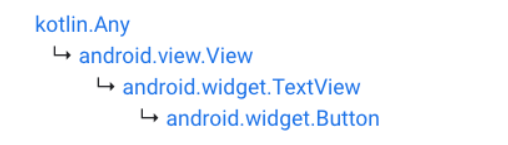 kotlin.Any
↳ android.view.View
↳ android.widget.TextView
↳ android.widget.Button